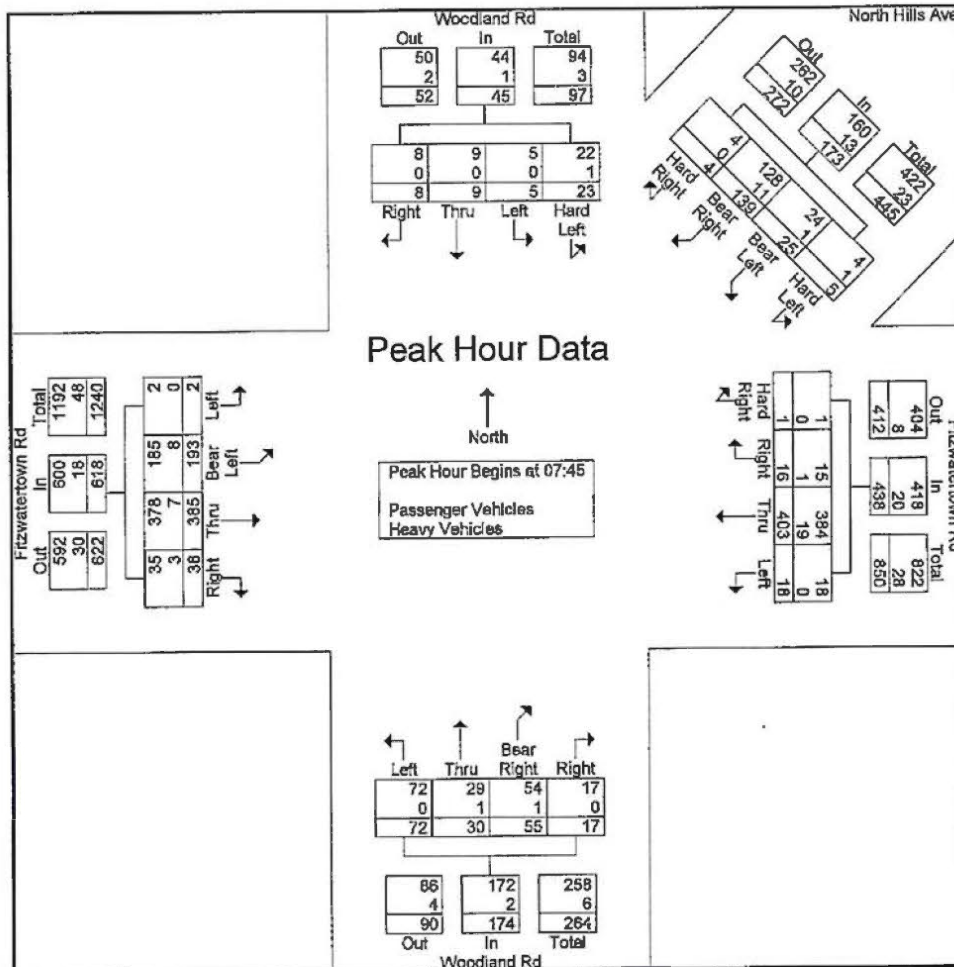 Woodland Rd
Out In Total
50 44 94
2 1 3
52 45 97
8 9 5 22
0 0 0 1
8 9 5 23
Right Thru Left Hard Left
North Hills Ave
Out
262
10
272
In
160
13
173
Total
422
23
445
4 128 24 4
0 11 1 1
4 139 25 5
Hard Right
Bear Right
Bear Left
Hard Left
Peak Hour Data
North
Peak Hour Begins at 07:45
Passenger Vehicles
Heavy Vehicles
Fitzwatertown Rd
Total
1192
48
1240
In
600
18
618
Out
592
30
622
2 0 2
Left
185 8 193
Bear Left
378 7 385
Thru
35 3 38
Right
Hard Right
1 0 1
Right
16 1 15
Thru
403 19 384
Left
18 0 18
Out
404
8
412
In
418
20
438
Total
822
28
850
Left Thru Bear Right Right
72 29 54 17
0 1 1 0
72 30 55 17
86 172 258
4 2 6
90 174 264
Out In Total
Woodland Rd